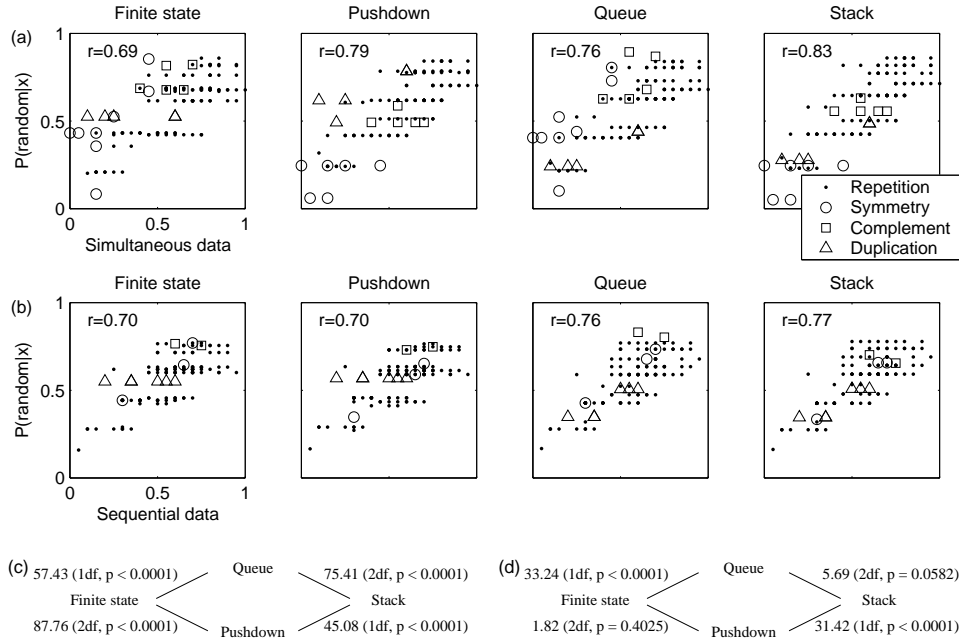 Finite state Pushdown Queue Stack
(a)
1
r=0.69 r=0.79 r=0.76 r=0.83
P(random|x)
0.5
0
0 0.5 1
Simultaneous data
Repetition
Symmetry
Complement
Duplication
Finite state Pushdown Queue Stack
(b)
1
r=0.70 r=0.70 r=0.76 r=0.77
P(random|x)
0.5
0
0 0.5 1
Sequential data
(c) Queue (d) Queue
57.43 (1df, p < 0.0001) 75.41 (2df, p < 0.0001) 33.24 (1df, p < 0.0001) 5.69 (2df, p = 0.0582)
Finite state Stack Finite state Stack
87.76 (2df, p < 0.0001) 45.08 (1df, p < 0.0001) 1.82 (2df, p = 0.4025) 31.42 (1df, p < 0.0001)
Pushdown Pushdown